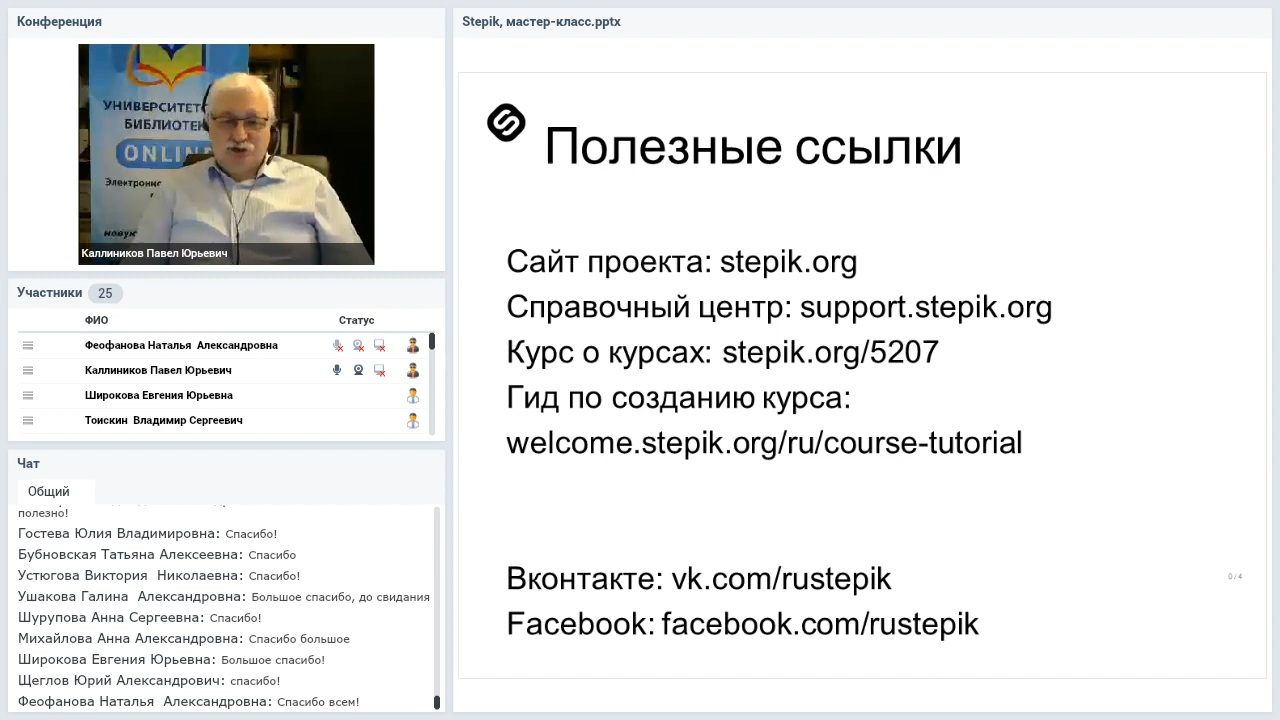 Конференция
УНИВЕРСИТЕТ
БИБЛИОТЕ
ONLIN
Каллиников Павел Юрьевич
Участники 25
ФИО Статус
Феофанова Наталья Александровна
Каллиников Павел Юрьевич
Широкова Евгения Юрьевна
Тоискин Владимир Сергеевич
Чат
Общий
полезно!
Гостева Юлия Владимировна: Спасибо!
Бубновская Татьяна Алексеевна: Спасибо
Устюгова Виктория Николаевна: Спасибо!
Ушакова Галина Александровна: Большое спасибо, до свидания
Шурупова Анна Сергеевна: Спасибо!
Михайлова Анна Александровна: Спасибо большое
Широкова Евгения Юрьевна: Большое спасибо!
Щеглов Юрий Александрович: спасибо!
Феофанова Наталья Александровна: Спасибо всем!
Stepik, мастер-класс.pptx
Полезные ссылки
Сайт проекта: stepik.org
Справочный центр: support.stepik.org
Курс о курсах: stepik.org/5207
Гид по созданию курса:
welcome.stepik.org/ru/course-tutorial
0 / 4
Вконтакте: vk.com/rustepik
Facebook: facebook.com/rustepik